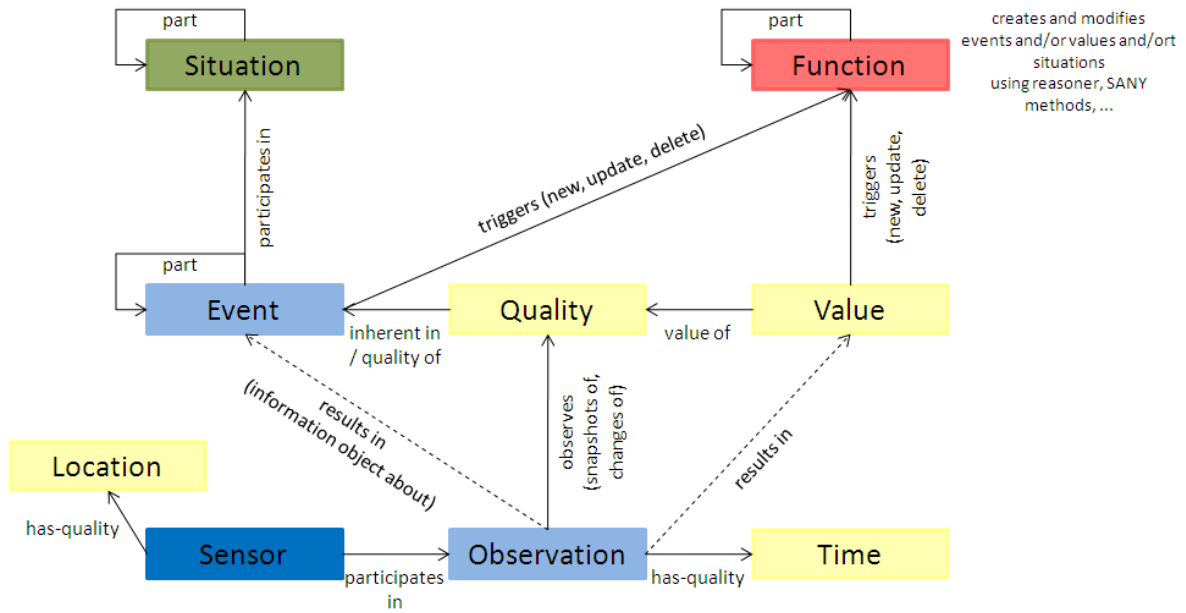 part
part
creates and modifies
events and/or values and/ort
situations
using reasoner, SANY
methods, ...
Situation
Function
participates in
triggers (new, update, delete)
triggers
(new, update,
delete)
part
Event
Quality
Value
inherent in
/ quality of
value of
results in
(information object about)
observes
(snapshots of,
changes of)
results in
Location
has-quality
Sensor
Observation
Time
participates
in
has-quality